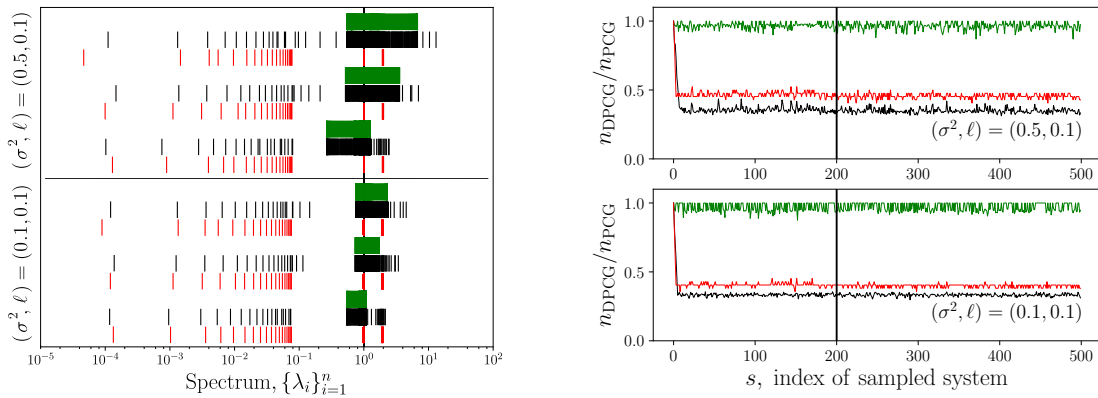 (σ², ℓ) = (0.5, 0.1)
(σ², ℓ) = (0.1, 0.1)
10⁻⁵ 10⁻⁴ 10⁻³ 10⁻² 10⁻¹ 10⁰ 10¹ 10²
Spectrum, {λᵢ}ⁿᵢ₌₁
n_DPCG/n_PCG
1.0
0.5
0.0
(σ², ℓ) = (0.5, 0.1)
0 100 200 300 400 500
n_DPCG/n_PCG
1.0
0.5
0.0
(σ², ℓ) = (0.1, 0.1)
0 100 200 300 400 500
s, index of sampled system